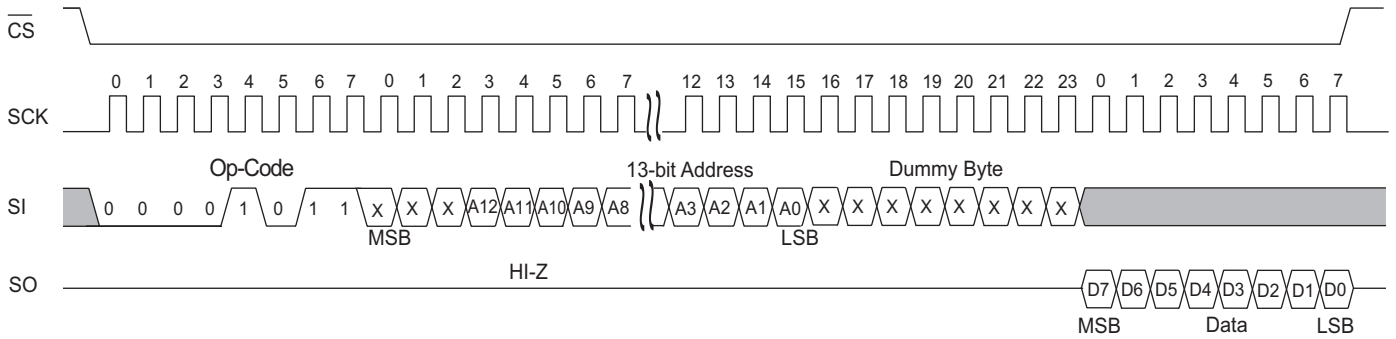 CS
0 1 2 3 4 5 6 7 0 1 2 3 4 5 6 7 12 13 14 15 16 17 18 19 20 21 22 23 0 1 2 3 4 5 6 7
SCK
Op-Code 13-bit Address Dummy Byte
SI 0 0 0 0 1 0 1 1 X X X A12 A11 A10 A9 A8 A3 A2 A1 A0 X X X X X X X X
MSB LSB
HI-Z
SO D7 D6 D5 D4 D3 D2 D1 D0
MSB Data LSB